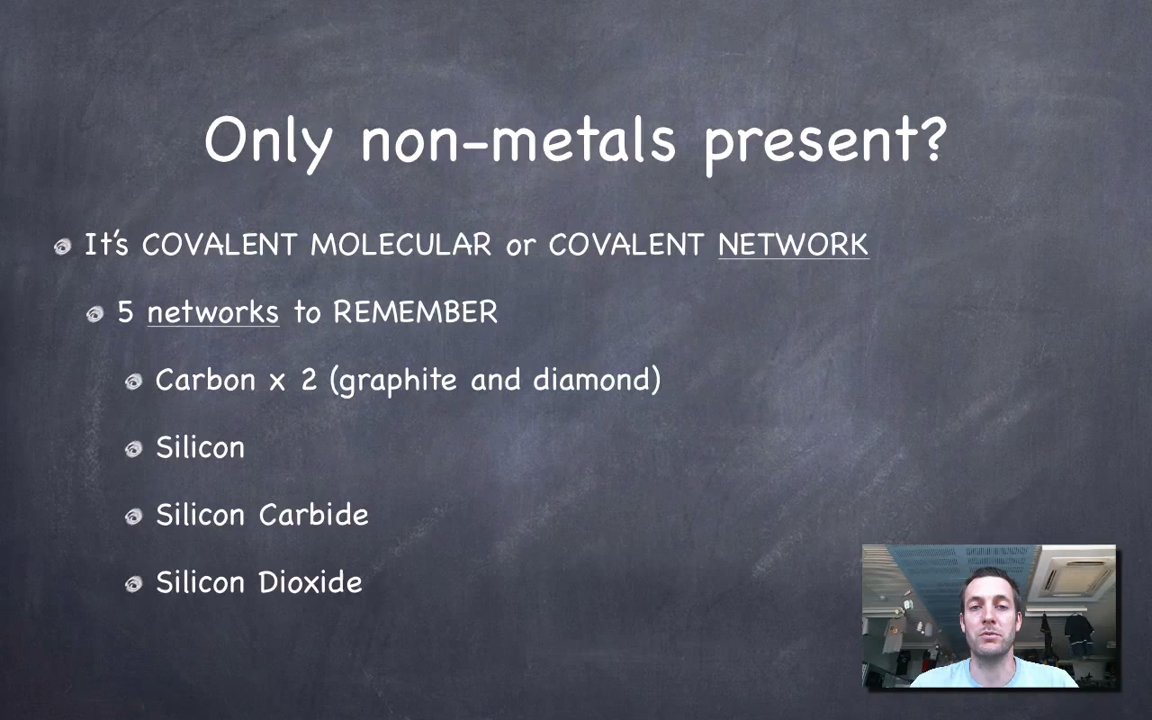 Only non-metals present?
It's COVALENT MOLECULAR or COVALENT NETWORK
5 networks to REMEMBER
Carbon x 2 (graphite and diamond)
Silicon
Silicon Carbide
Silicon Dioxide